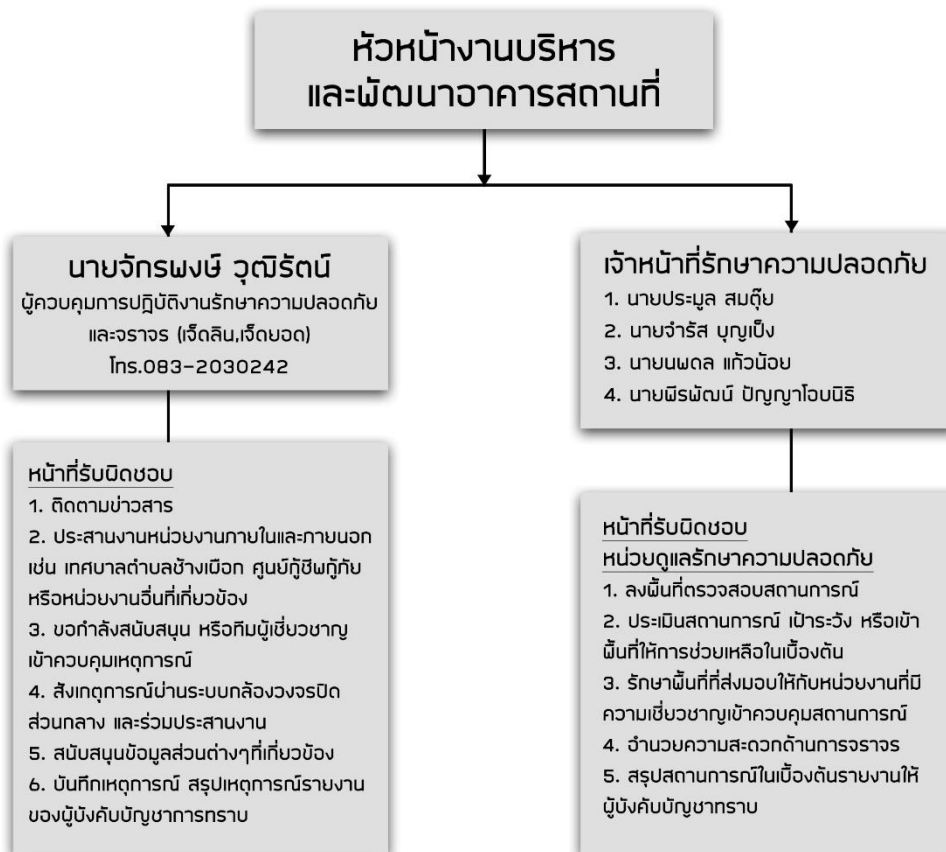 หัวหน้างานบริหาร
และพัฒนาอาคารสถานที่
นายจักรพงษ์ วุฒิรัตน์
ผู้ควบคุมการปฎิบัติงานรักษาความปลอดภัย
และจราจร (เจ็ดลิน,เจ็ดยอด)
โทร.083-2030242
หน้าที่รับผิดชอบ
1. ติดตามข่าวสาร
2. ประสานงานหน่วยงานภายในและภายนอก
เช่น เทศบาลตำบลช้างเผือก ศูนย์กู้ชีพกู้ภัย
หรือหน่วยงานอื่นที่เกี่ยวข้อง
3. ขอกำลังสนับสนุน หรือทีมผู้เชี่ยวชาญ
เข้าควบคุมเหตุการณ์
4. สังเกตุการณ์ผ่านระบบกล้องวงจรปิด
ส่วนกลาง และร่วมประสานงาน
5. สนับสนุนข้อมูลส่วนต่างๆที่เกี่ยวข้อง
6. บันทึกเหตุการณ์ สรุปเหตุการณ์รายงาน
ของผู้บังคับบัญชาการทราบ
เจ้าหน้าที่รักษาความปลอดภัย
1. นายประมูล สมตุ๊ย
2. นายจำรัส บุญเป็ง
3. นายนพดล แก้วน้อย
4. นายพีรพัฒน์ ปัญญาโอบนิธิ
หน้าที่รับผิดชอบ
หน่วยดูแลรักษาความปลอดภัย
1. ลงพื้นที่ตรวจสอบสถานการณ์
2. ประเมินสถานการณ์ เฝ้าระวัง หรือเข้า
พื้นที่ให้การช่วยเหลือในเบื้องต้น
3. รักษาพื้นที่ที่ส่งมอบให้กับหน่วยงานที่มี
ความเชี่ยวชาญเข้าควบคุมสถานการณ์
4. อำนวยความสะดวกด้านการจราจร
5. สรุปสถานการณ์ในเบื้องต้นรายงานให้
ผู้บังคับบัญชาทราบ